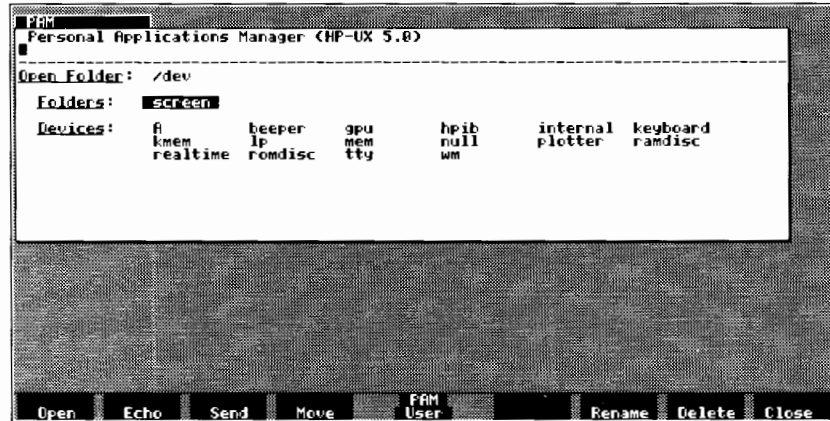 PAM
Personal Applications Manager (HP-UX 5.0)
Open Folder: /dev
Folders: screen
Devices: A beeper gpu hpib internal keyboard
kmem lp mem null plotter ramdisc
realtime romdisc tty wm
Open Echo Send Move PAM User Rename Delete Close